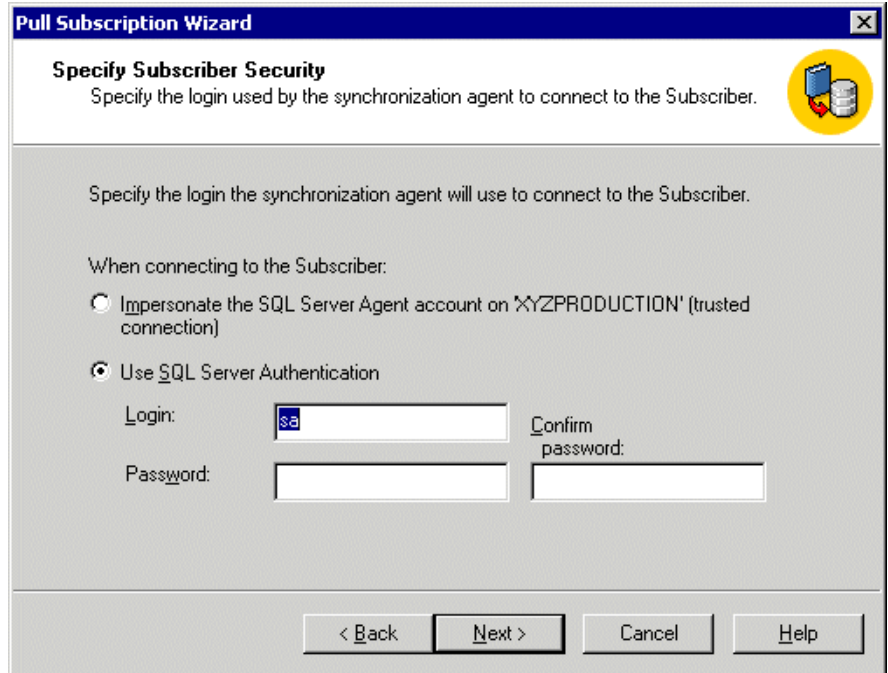 Pull Subscription Wizard
Specify Subscriber Security
Specify the login used by the synchronization agent to connect to the Subscriber.
Specify the login the synchronization agent will use to connect to the Subscriber.
When connecting to the Subscriber:
Impersonate the SQL Server Agent account on 'XYZPRODUCTION' (trusted
connection)
Use SQL Server Authentication
Login:
sa
Confirm
password:
Password:
< Back
Next >
Cancel
Help